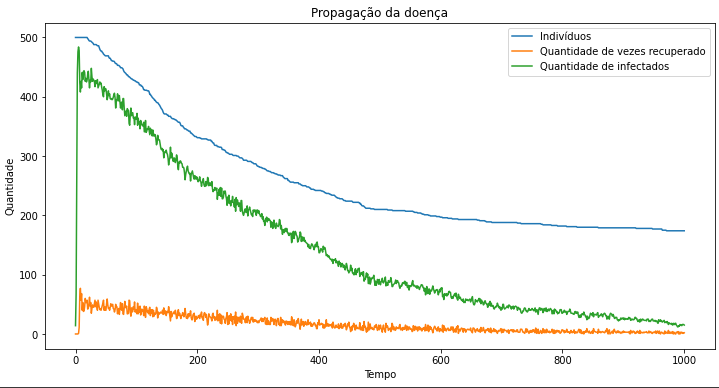 Propagação da doença
Indivíduos
Quantidade de vezes recuperado
Quantidade de infectados
Quantidade
500
400
300
200
100
0
0
200
400
600
800
1000
Tempo